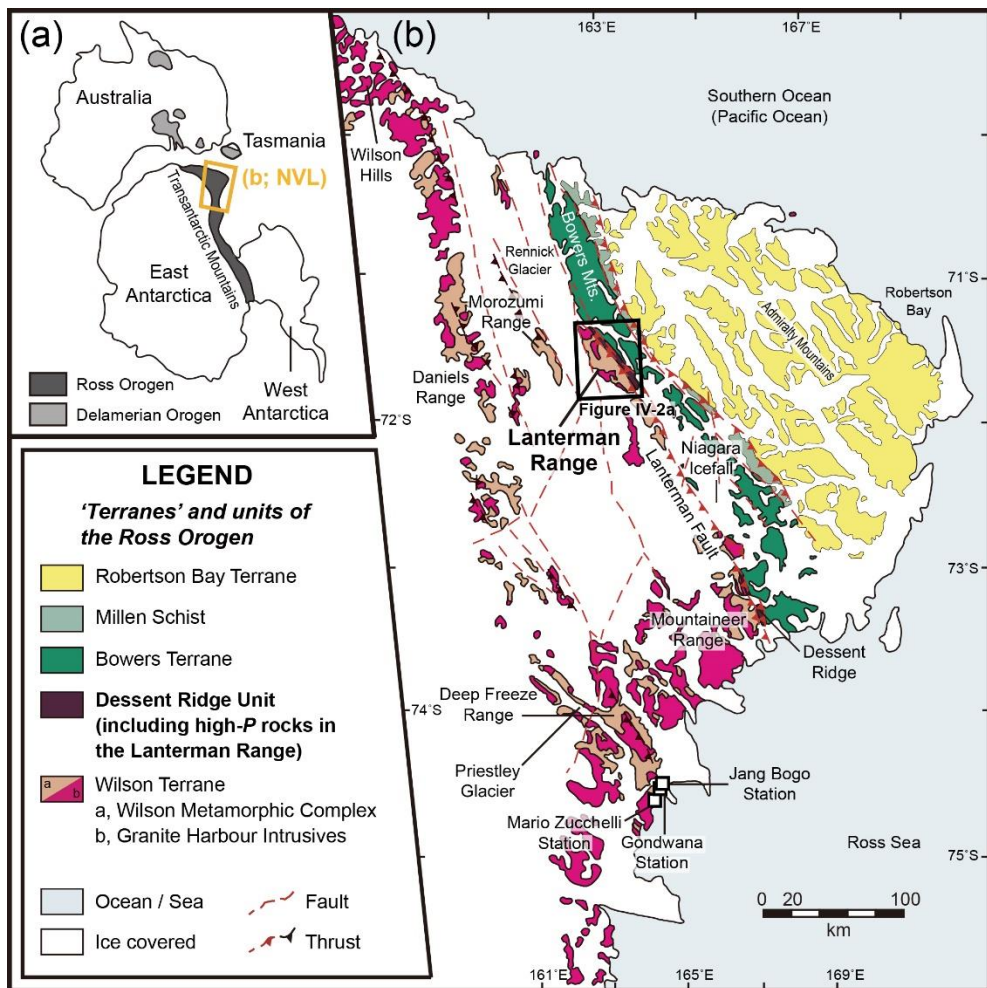 (a)
Australia
Tasmania
(b; NVL)
Transantarctic Mountains
East
Antarctica
West
Antarctica
Ross Orogen
Delamerian Orogen
LEGEND
'Terranes' and units of
the Ross Orogen
Robertson Bay Terrane
Millen Schist
Bowers Terrane
Dessent Ridge Unit
(including high-P rocks in
the Lanterman Range)
a
b
Wilson Terrane
a, Wilson Metamorphic Complex
b, Granite Harbour Intrusives
Ocean / Sea
Fault
Ice covered
Thrust
(b)
163°E
167°E
Southern Ocean
(Pacific Ocean)
Wilson
Hills
Bowers Mts.
Rennick
Glacier
71°S
Morozumi
Range
Robertson
Bay
Admiralty Mountains
Daniels
Range
Figure IV-2a
72°S
Lanterman
Range
Niagara
Icefall
Lanterman Fault
73°S
Mountaineer
Range
Dessent
Ridge
Deep Freeze
Range
74°S
Priestley
Glacier
Jang Bogo
Station
Mario Zucchelli
Station
Gondwana
Station
Ross Sea
75°S
0 20 100
km
161°E
165°E
169°E